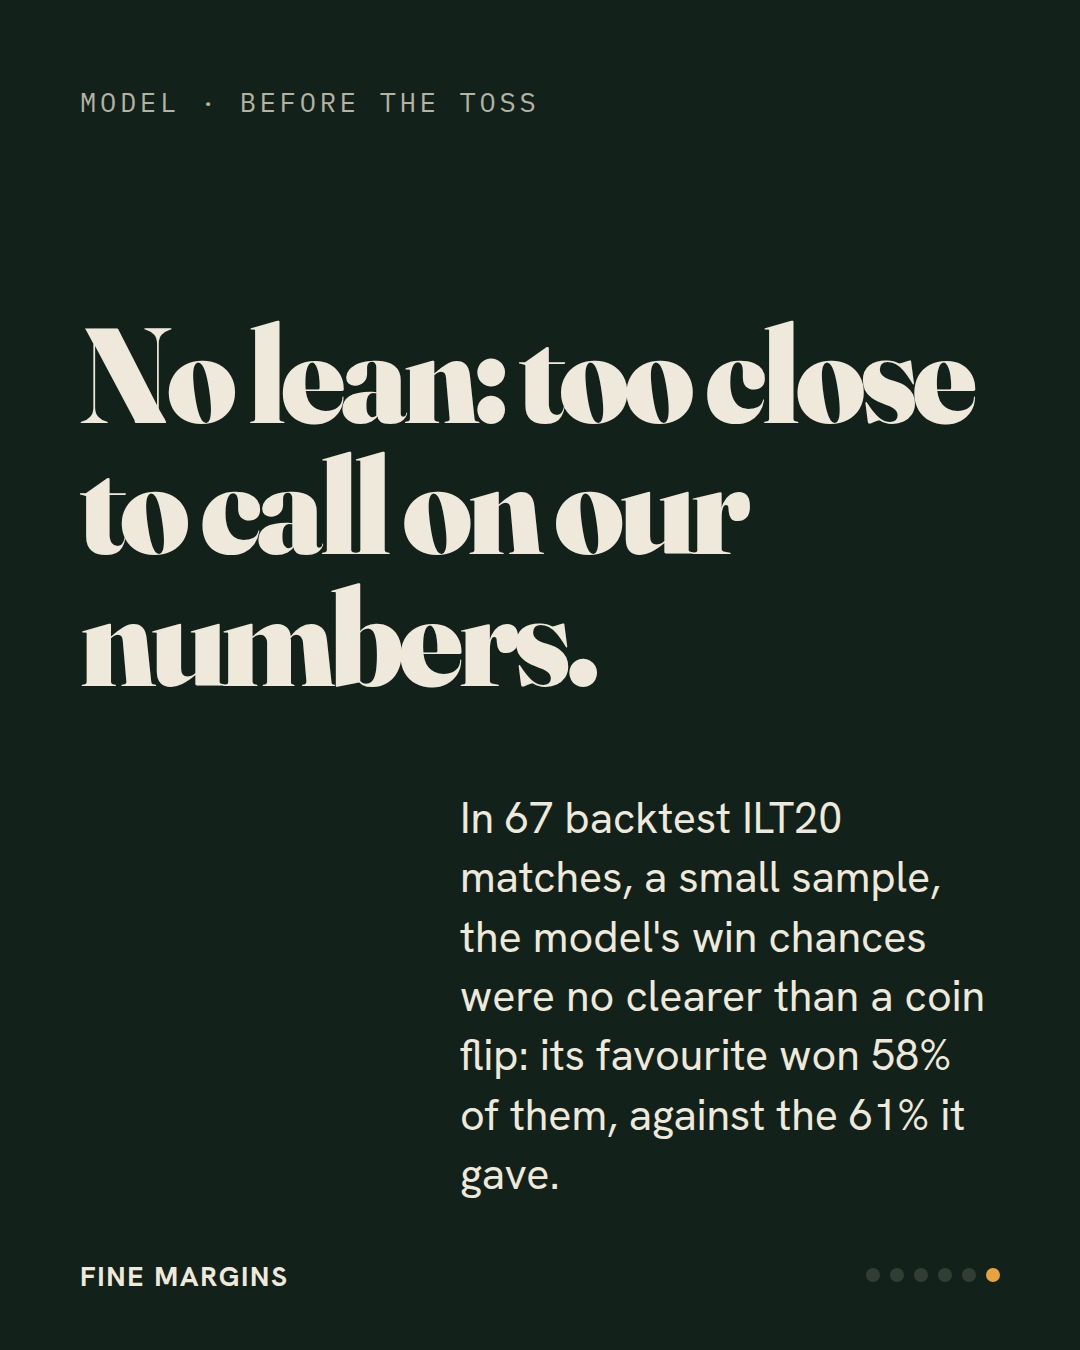 MODEL · BEFORE THE TOSS
No lean: too close
to call on our
numbers.
In 67 backtest ILT20
matches, a small sample,
the model's win chances
were no clearer than a coin
flip: its favourite won 58%
of them, against the 61% it
gave.
FINE MARGINS